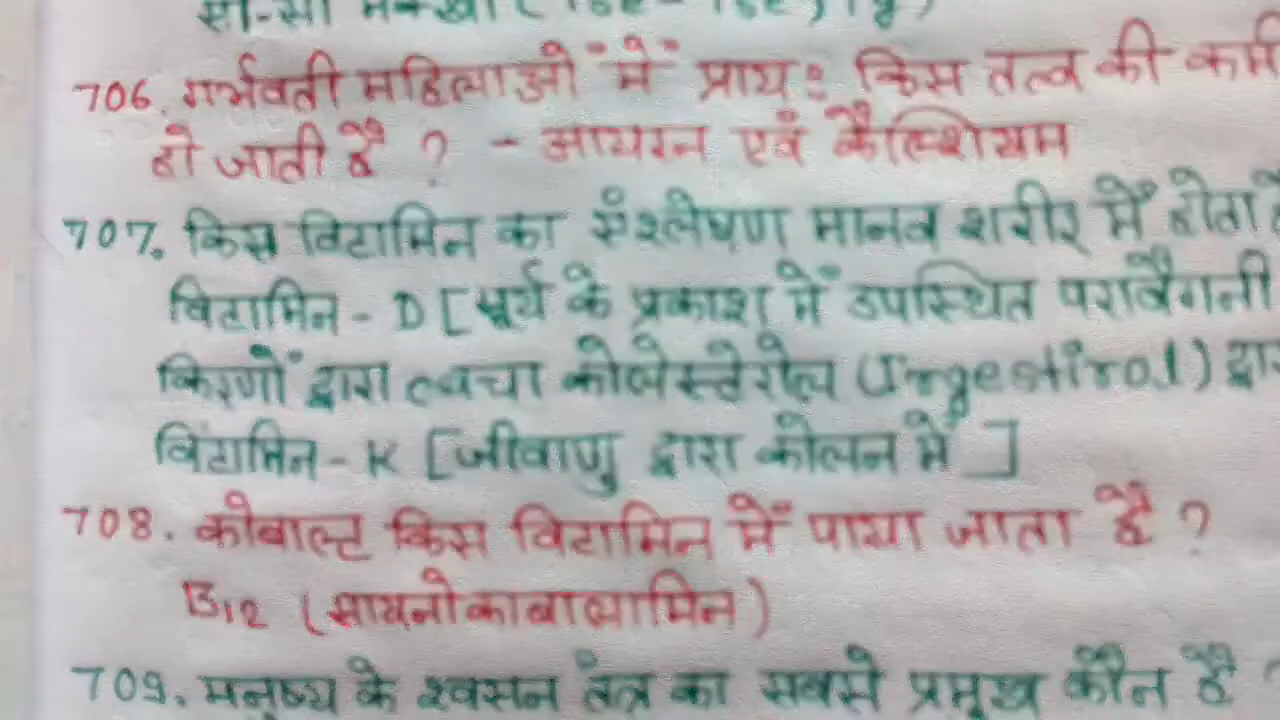 706. गर्भवती महिलाओं में प्रायः किस तत्व की कमी
हो जाती है ? - आयरन एवं कैल्शियम
707. किस विटामिन का संश्लेषण मानव शरीर में होता है
विटामिन - D [ सूर्य के प्रकाश में उपस्थित पराबैगनी
किरणों द्वारा त्वचा कोलेस्टेरोल (Irgestirol) द्वारा
विटामिन - K [ जीवाणु द्वारा कोलन में ]
708. कोबाल्ट किस विटामिन में पाया जाता है ?
B12 (सायनोकाबालामिन)
709. मनुष्य के श्वसन तंत्र का सबसे प्रमुख कौन है ?